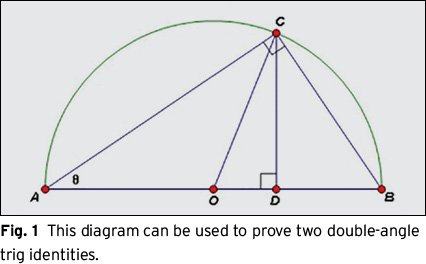 C
θ
A
O
D
B
Fig. 1 This diagram can be used to prove two double-angle
trig identities.